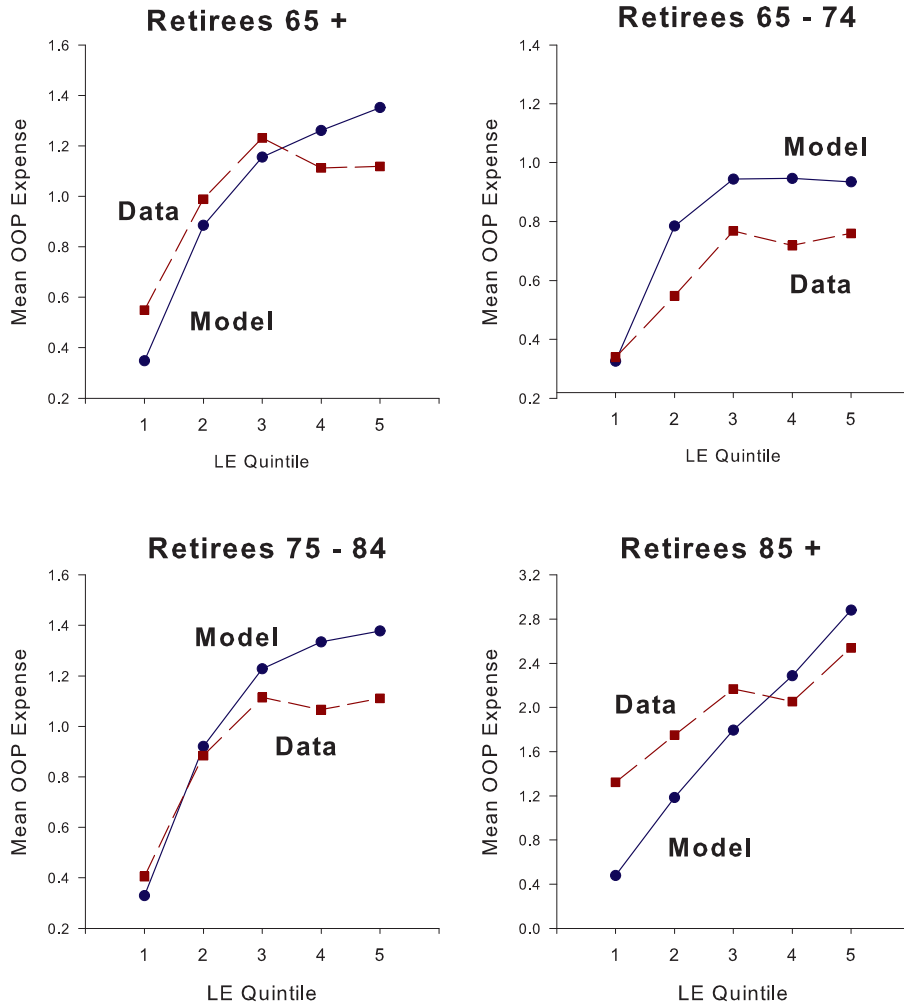 Retirees 65 +
Mean OOP Expense
1.6
1.4
1.2
1.0
0.8
0.6
0.4
0.2
Data
Model
1 2 3 4 5
LE Quintile
Retirees 65 - 74
Mean OOP Expense
1.4
1.2
1.0
0.8
0.6
0.4
0.2
Model
Data
1 2 3 4 5
LE Quintile
Retirees 75 - 84
Mean OOP Expense
1.6
1.4
1.2
1.0
0.8
0.6
0.4
0.2
Model
Data
1 2 3 4 5
LE Quintile
Retirees 85 +
Mean OOP Expense
3.2
2.8
2.4
2.0
1.6
1.2
0.8
0.4
0.0
Data
Model
1 2 3 4 5
LE Quintile